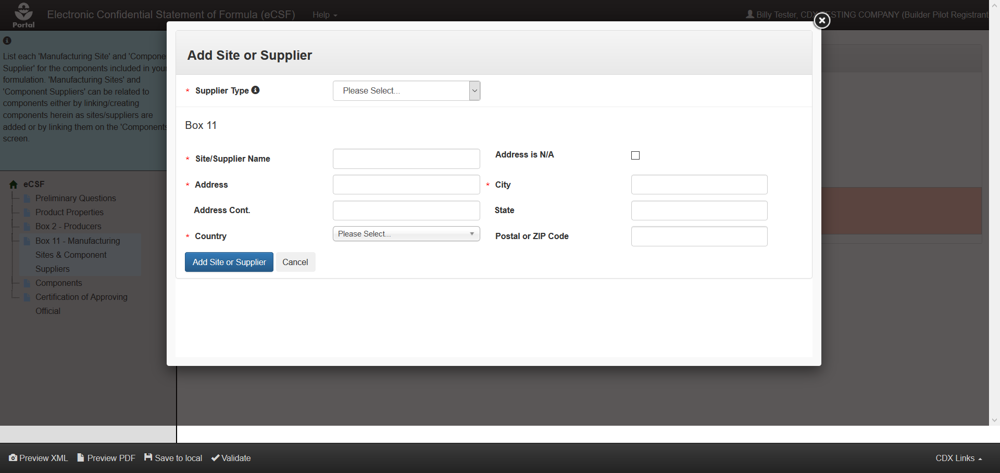 Portal
Electronic Confidential Statement of Formula (eCSF)
Help
Billy Tester, CD
STING COMPANY (Builder Pilot Registrant
List each 'Manufacturing Site' and 'Compone
Supplier' for the components included in your
formulation. 'Manufacturing Sites' and
'Component Suppliers' can be related to
components either by linking/creating
components herein as sites/suppliers are
added or by linking them on the 'Components
screen.
eCSF
Preliminary Questions
Product Properties
Box 2 - Producers
Box 11 - Manufacturing
Sites & Component
Suppliers
Components
Certification of Approving
Official
Add Site or Supplier
* Supplier Type
Please Select...
Box 11
* Site/Supplier Name
Address is N/A
* Address
* City
Address Cont.
State
* Country
Please Select...
Postal or ZIP Code
Add Site or Supplier
Cancel
Preview XML
Preview PDF
Save to local
Validate
CDX Links